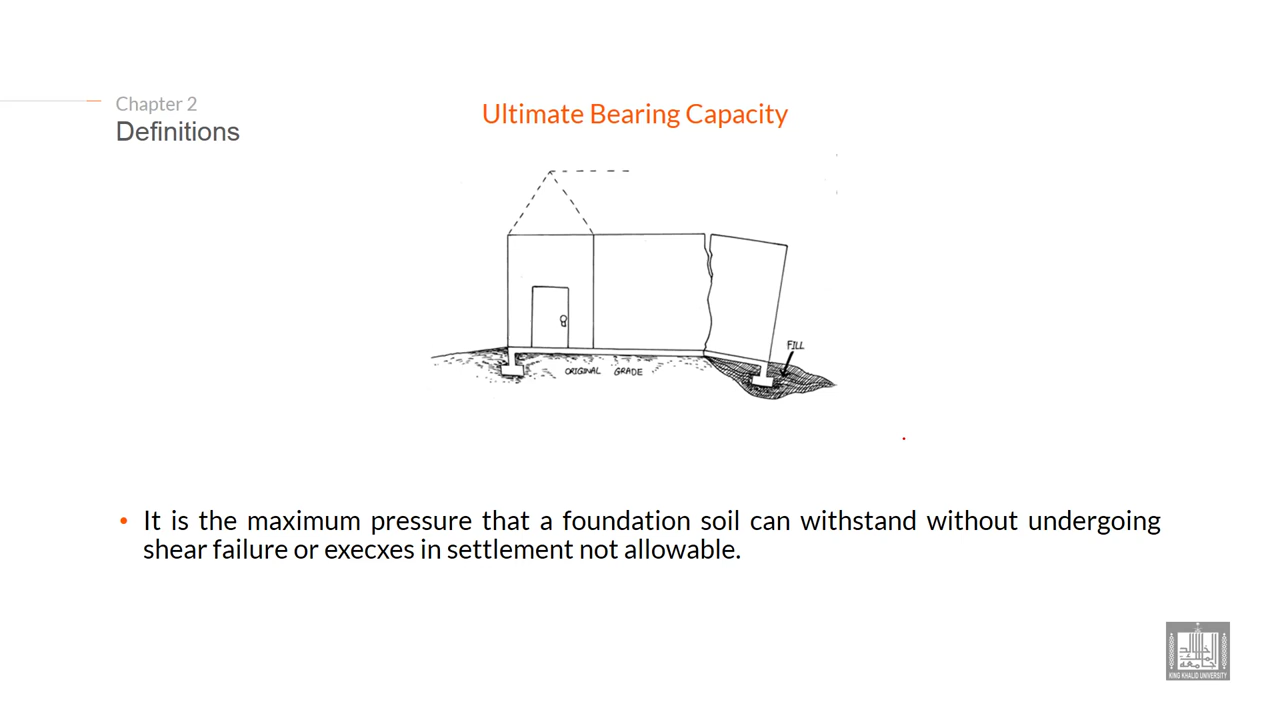 Chapter 2
Definitions
Ultimate Bearing Capacity
FILL
ORIGINAL GRADE
• It is the maximum pressure that a foundation soil can withstand without undergoing
shear failure or execxes in settlement not allowable.
KING KHALID UNIVERSITY